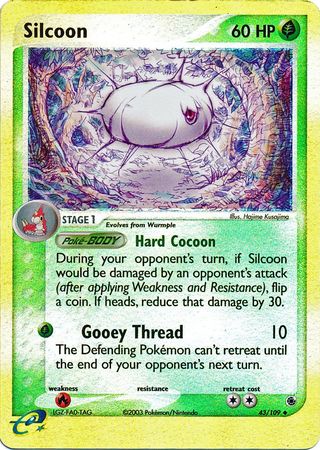 Silcoon 60 HP
Illus. Hajime Kusajima
STAGE 1
Evolves from Wurmple
Poké-BODY Hard Cocoon
During your opponent's turn, if Silcoon
would be damaged by an opponent's attack
(after applying Weakness and Resistance), flip
a coin. If heads, reduce that damage by 30.
Gooey Thread 10
The Defending Pokémon can't retreat until
the end of your opponent's next turn.
weakness resistance retreat cost
LGZ-FA0-TAG ©2003 Pokémon/Nintendo 43/109
e